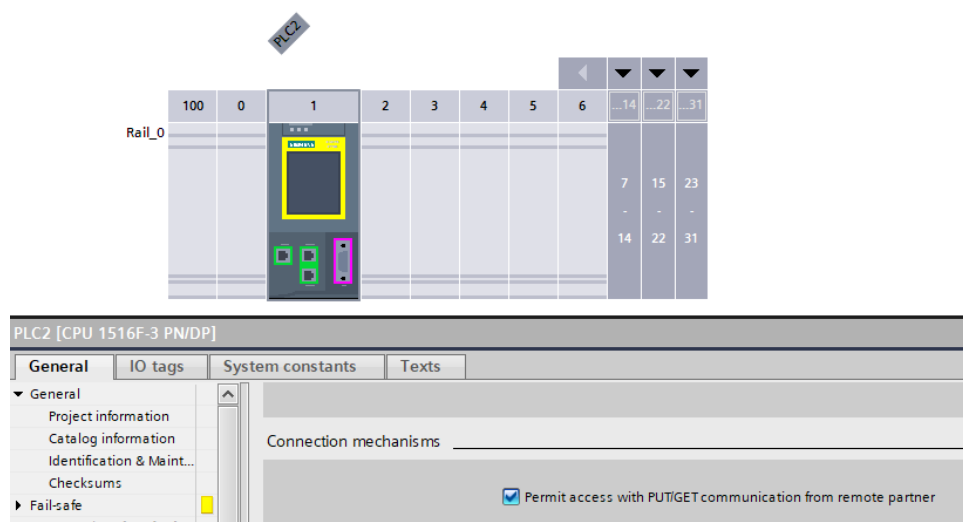 PLC2
100 0 1 2 3 4 5 6 ...14 ...22 ...31
Rail_0
SIEMENS
7 15 23
- - -
14 22 31
PLC2 [CPU 1516F-3 PN/DP]
General IO tags System constants Texts
General
Project information
Catalog information
Identification & Maint...
Checksums
Fail-safe
Connection mechanisms
Permit access with PUT/GET communication from remote partner